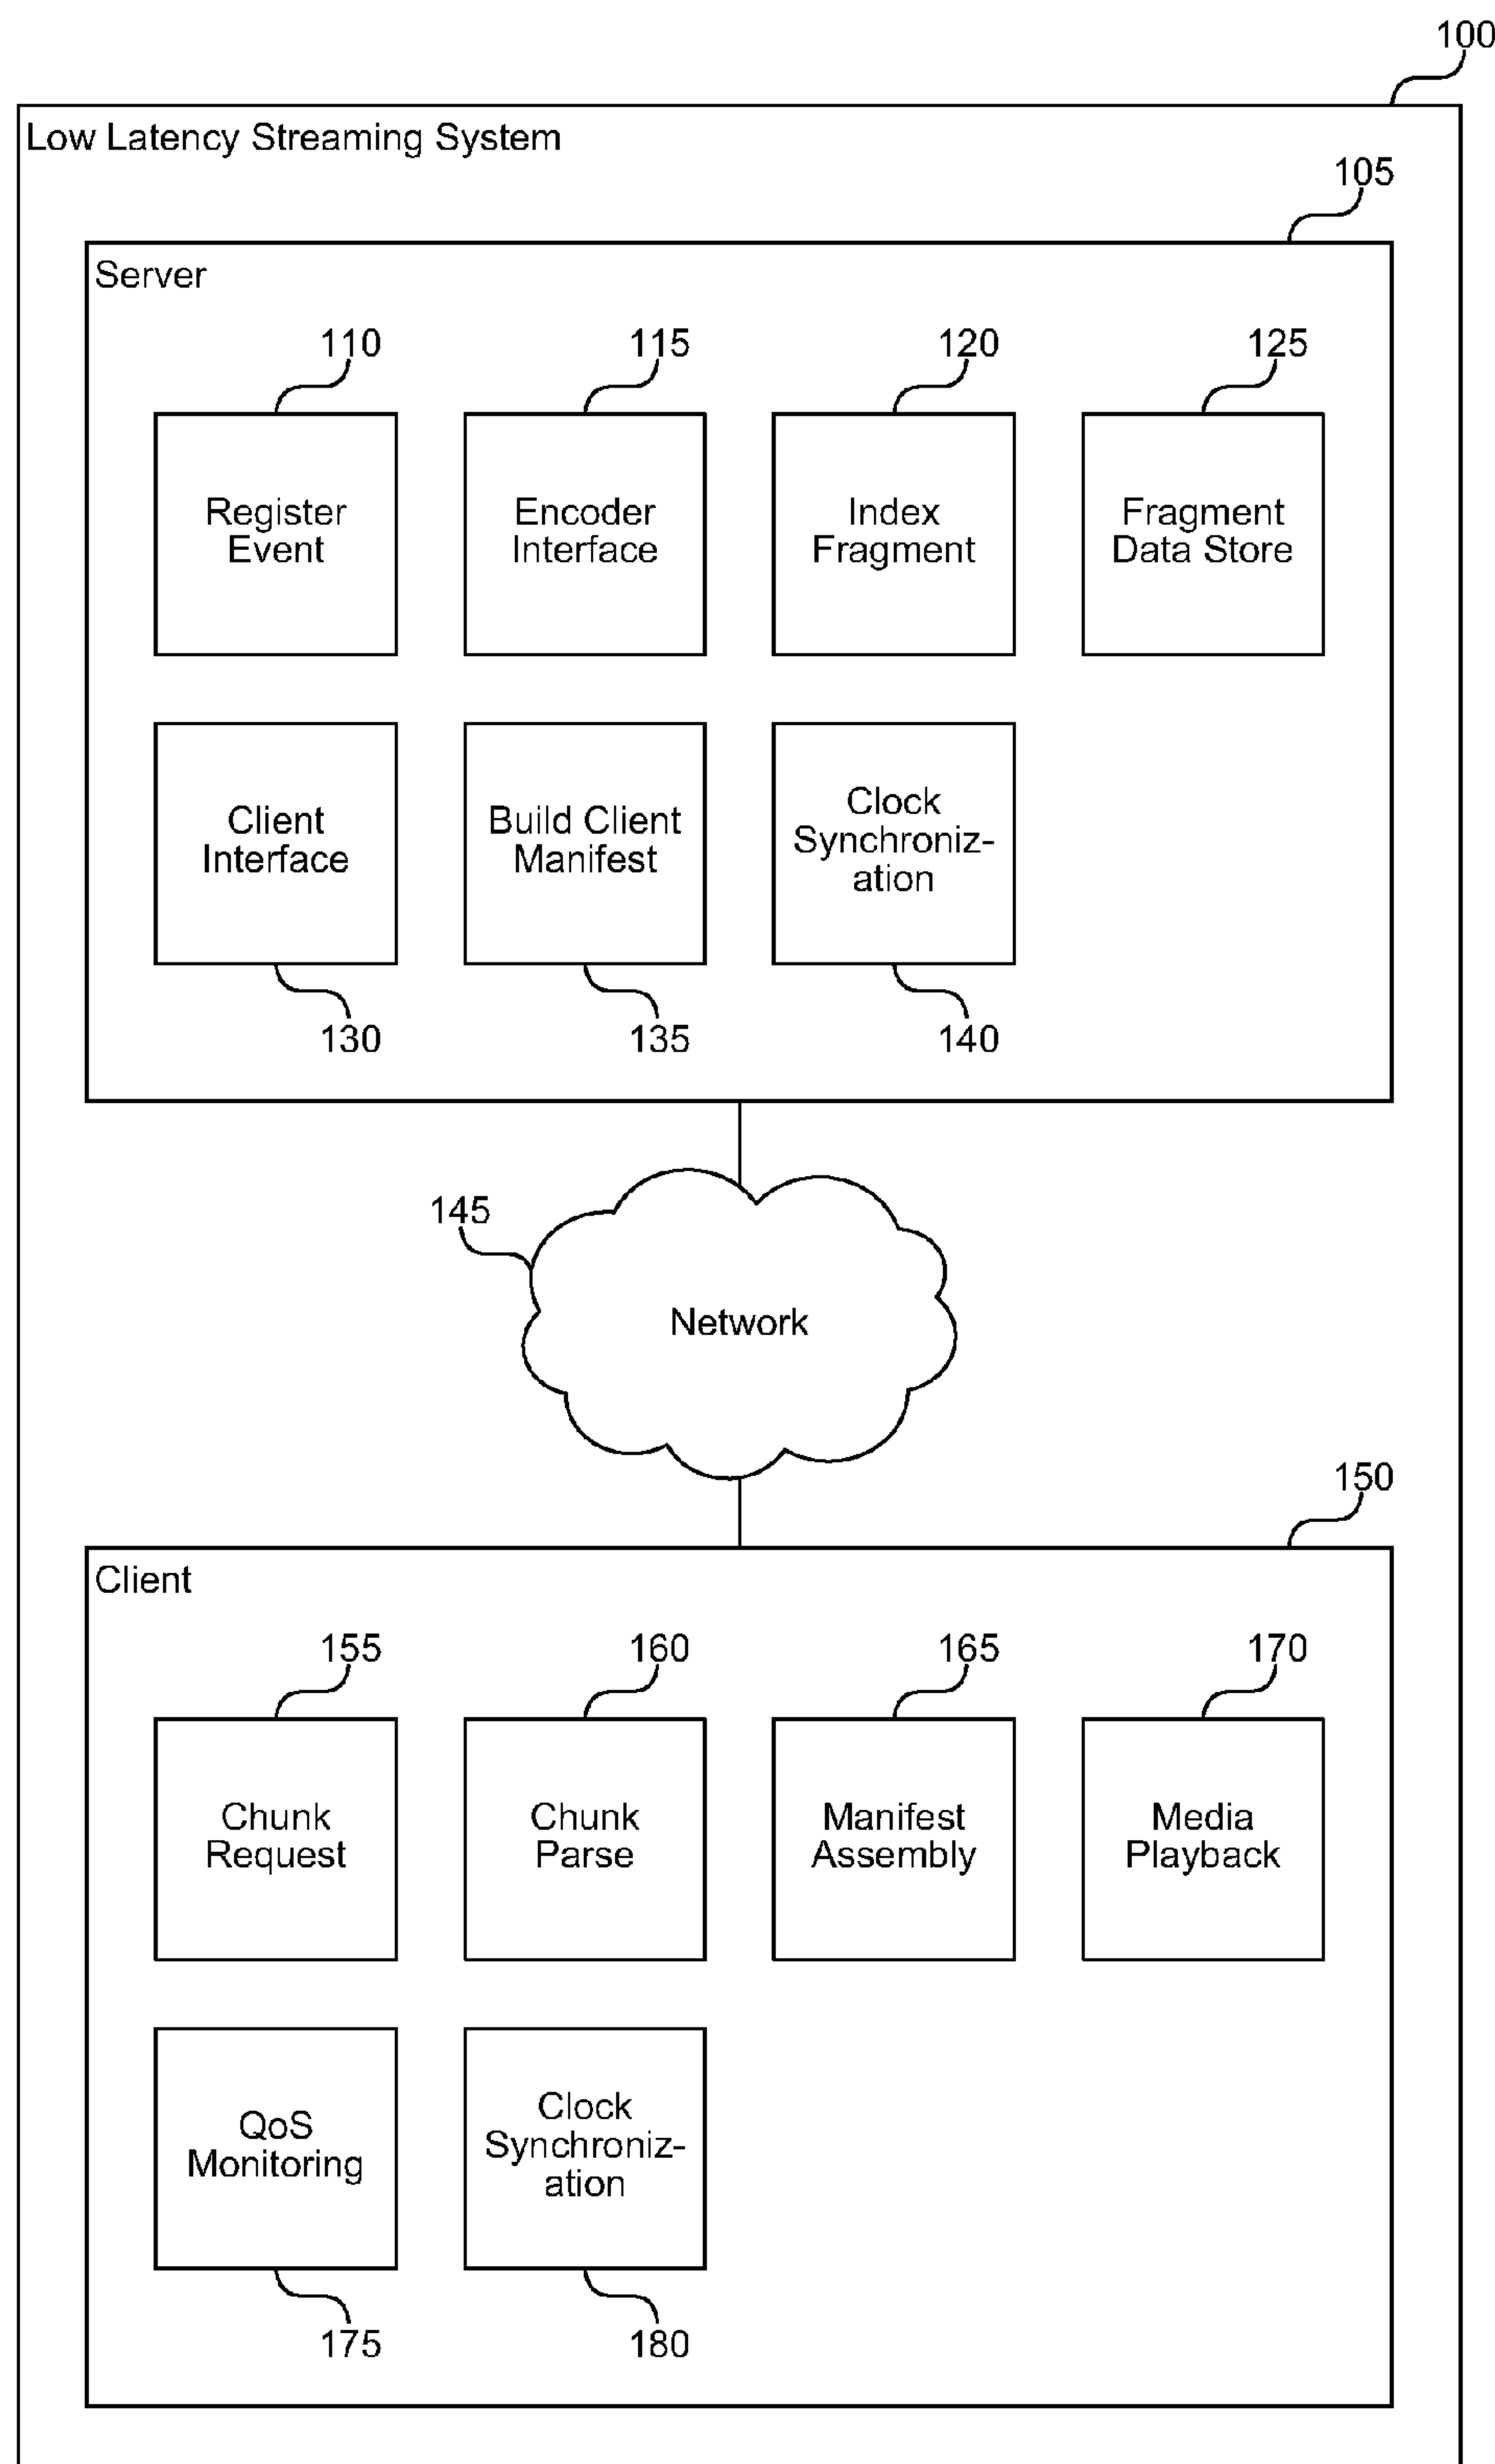 100
Low Latency Streaming System
105
Server
110
115
120
125
Register
Event
Encoder
Interface
Index
Fragment
Fragment
Data Store
Client
Interface
Build Client
Manifest
Clock
Synchroniz-
ation
130
135
140
145
Network
150
Client
155
160
165
170
Chunk
Request
Chunk
Parse
Manifest
Assembly
Media
Playback
QoS
Monitoring
Clock
Synchroniz-
ation
175
180